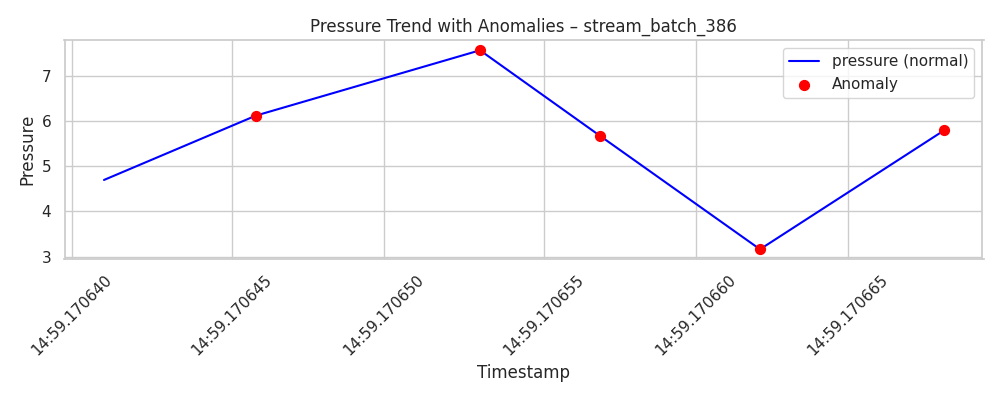 Pressure Trend with Anomalies – stream_batch_386
pressure (normal)
Anomaly
Pressure
7
6
5
4
3
14:59.170640
14:59.170645
14:59.170650
14:59.170655
14:59.170660
14:59.170665
Timestamp